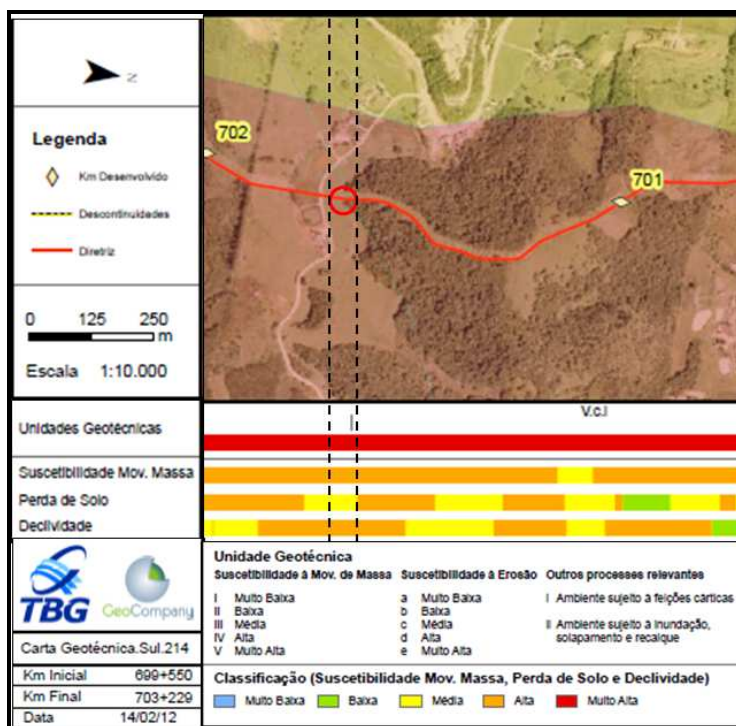 N
Legenda
Km Desenvolvido
Descontinuidades
Diretriz
0 125 250
m
Escala 1:10.000
702
701
Unidades Geotécnicas
V.c.I
Suscetibilidade Mov. Massa
Perda de Solo
Declividade
TBG
GeoCompany
Carta Geotécnica.Sul.214
Km Inicial 699+550
Km Final 703+229
Data 14/02/12
Unidade Geotécnica
Suscetibilidade à Mov. de Massa
I Muito Baixa
II Baixa
III Média
IV Alta
V Muito Alta
Suscetibilidade à Erosão
a Muito Baixa
b Baixa
c Média
d Alta
e Muito Alta
Outros processes relevantes
I Ambiente sujeito à feições cárticas
II Ambiente sujeito à inundação,
solapamento e recalque
Classificação (Suscetibilidade Mov. Massa, Perda de Solo e Declividade)
Muito Baixa Baixa Média Alta Muito Alta